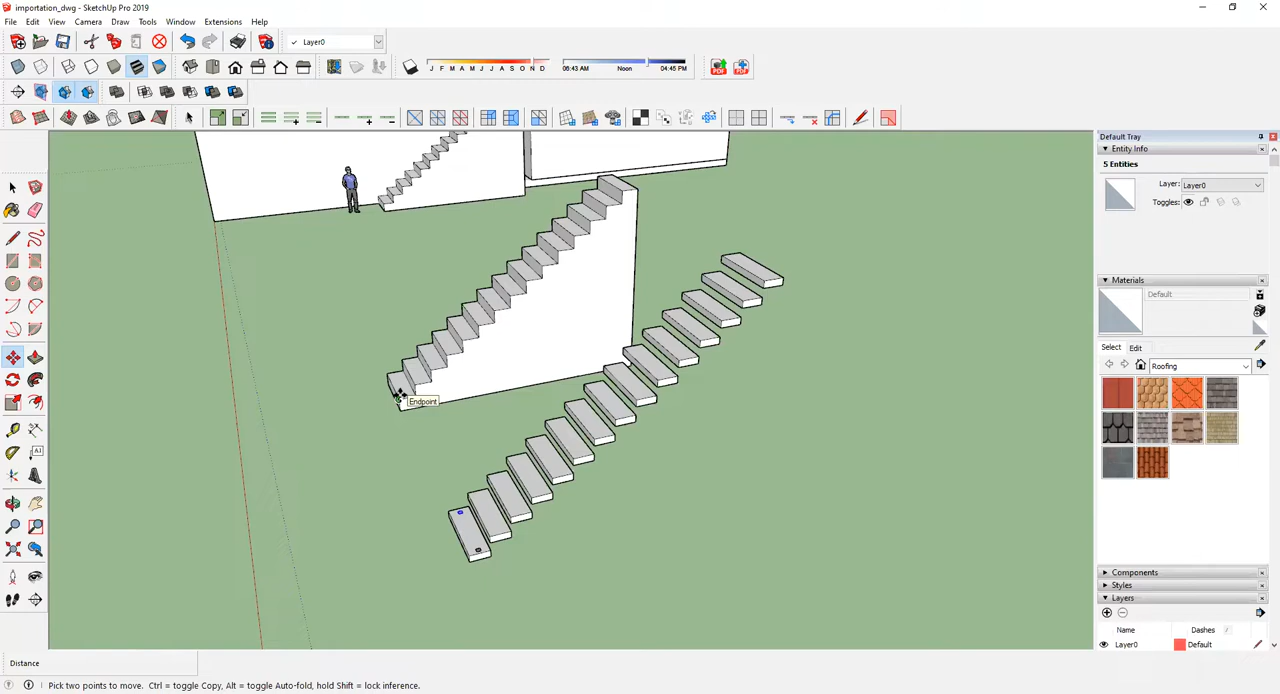 importation_dwg - SketchUp Pro 2019
File Edit View Camera Draw Tools Window Extensions Help
Layer0
J F M A M J J A S O N D 06:43 AM Noon 04:45 PM
Default Tray
Entity Info
5 Entities
Layer: Layer0
Toggles:
Materials
Default
Select Edit
Roofing
Endpoint
Components
Styles
Layers
Name Dashes
Layer0 Default
Distance
Pick two points to move. Ctrl = toggle Copy, Alt = toggle Auto-fold, hold Shift = lock inference.